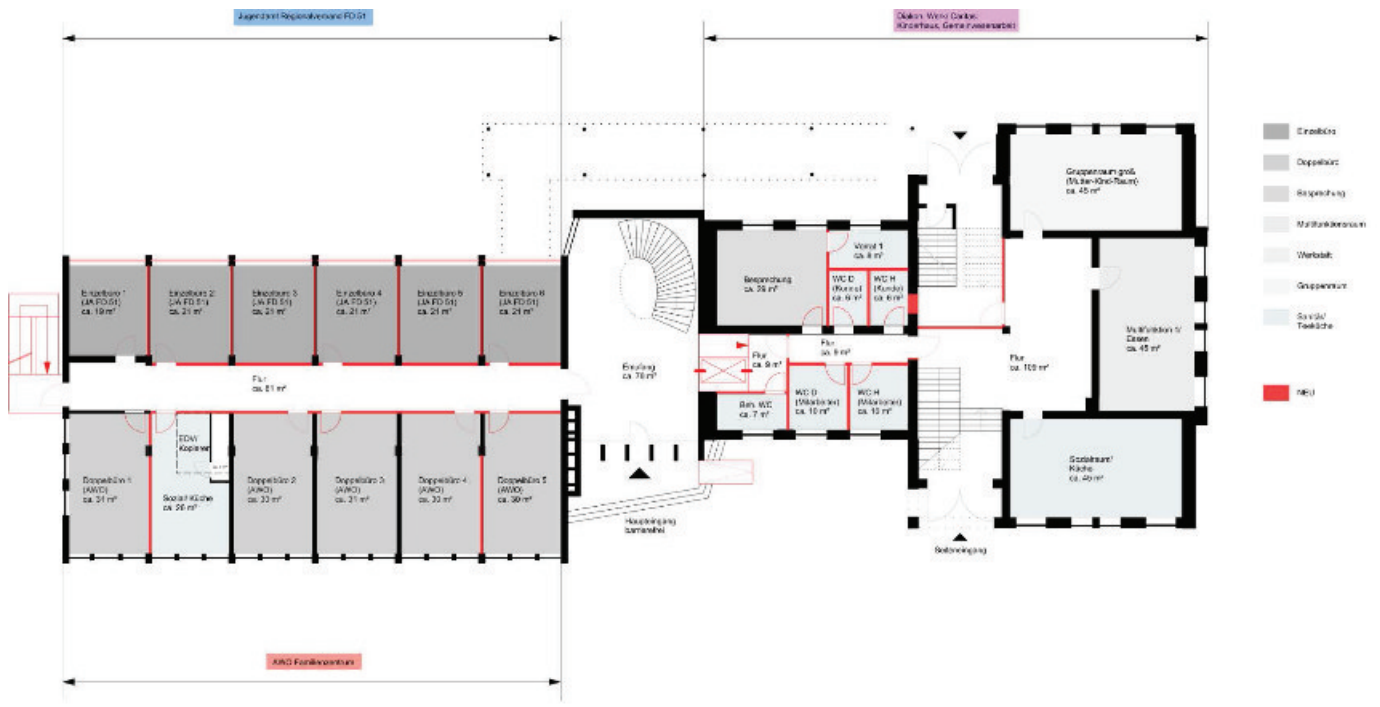 Jugendamt Regionalverband FD 51
Diakon. Werk/ Caritas
Kinderhaus, Gemeinwesenarbeit
Einzelbüro
Doppelbüro
Besprechung
Multifunktionsraum
Werkstatt
Gruppenraum
Sanitär/
Teeküche
NEU
Gruppenraum groß
(Mutter-Kind-Raum)
ca. 45 m²
Einzelbüro 1
(JA FD 51)
ca. 19 m²
Einzelbüro 2
(JA FD 51)
ca. 21 m²
Einzelbüro 3
(JA FD 51)
ca. 21 m²
Einzelbüro 4
(JA FD 51)
ca. 21 m²
Einzelbüro 5
(JA FD 51)
ca. 21 m²
Einzelbüro 6
(JA FD 51)
ca. 21 m²
Besprechung
ca. 29 m²
Vorrat 1
ca. 8 m²
WC D
(Kunde)
ca. 6 m²
WC H
(Kunde)
ca. 6 m²
Multifunktion 1/
Essen
ca. 45 m²
Flur
ca. 81 m²
Empfang
ca. 78 m²
Flur
ca. 9 m²
Flur
ca. 9 m²
Flur
ca. 109 m²
Beh. WC
ca. 7 m²
WC D
(Mitarbeiter)
ca. 10 m²
WC H
(Mitarbeiter)
ca. 10 m²
EDV/
Kopierer
Doppelbüro 1
(AWO)
ca. 31 m²
Sozial/ Küche
ca. 26 m²
Doppelbüro 2
(AWO)
ca. 30 m²
Doppelbüro 3
(AWO)
ca. 31 m²
Doppelbüro 4
(AWO)
ca. 30 m²
Doppelbüro 5
(AWO)
ca. 30 m²
Sozialraum/
Küche
ca. 45 m²
Haupteingang
barrierefrei
Seiteneingang
AWO Familienzentrum